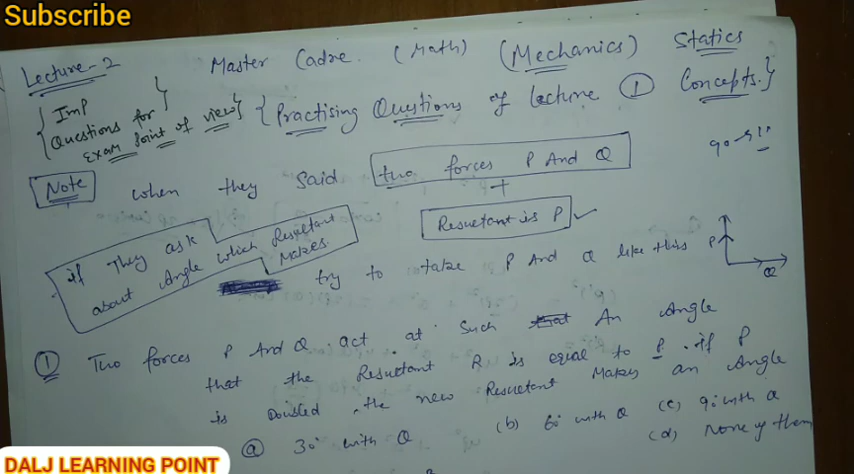 Subscribe
Lecture-2 Master Cadre. (Math) (Mechanics) Statics
{ Imp Questions for Exam point of view } { Practising Questions of lecture ① Concepts. }
Note when they said two forces P And Q
+
Resultant is P ✓
if They ask about Angle which Resultant Makes.
try to take P And Q like this P
Q
① Two forces P And Q act at such An Angle
that the Resultant R is equal to P. if P
is Doubled, the new Resultant Makes an Angle
(a) 30° with Q (b) 60° with Q (c) 90° with Q
(d) None of them
DALJ LEARNING POINT